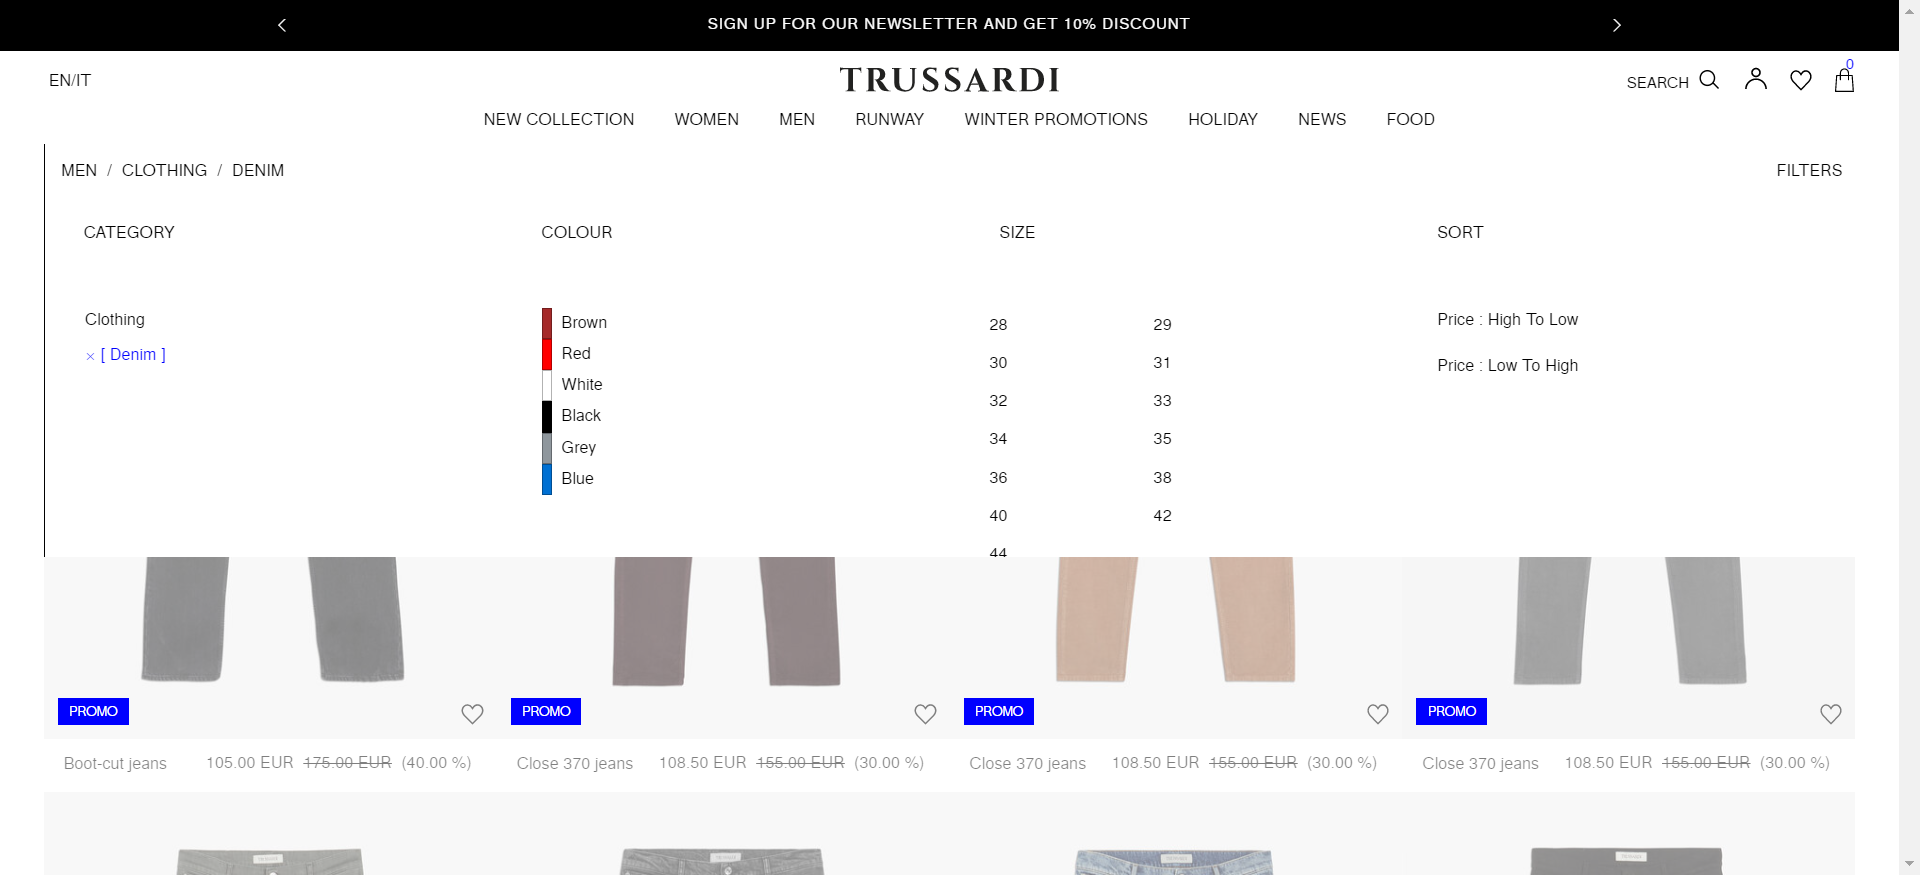 SIGN UP FOR OUR NEWSLETTER AND GET 10% DISCOUNT
EN/IT
TRUSSARDI
SEARCH
0
NEW COLLECTION WOMEN MEN RUNWAY WINTER PROMOTIONS HOLIDAY NEWS FOOD
MEN / CLOTHING / DENIM
FILTERS
CATEGORY
Clothing
× [ Denim ]
COLOUR
Brown
Red
White
Black
Grey
Blue
SIZE
28 29
30 31
32 33
34 35
36 38
40 42
44
SORT
Price : High To Low
Price : Low To High
PROMO PROMO PROMO PROMO
Boot-cut jeans 105.00 EUR 175.00 EUR (40.00 %)
Close 370 jeans 108.50 EUR 155.00 EUR (30.00 %)
Close 370 jeans 108.50 EUR 155.00 EUR (30.00 %)
Close 370 jeans 108.50 EUR 155.00 EUR (30.00 %)